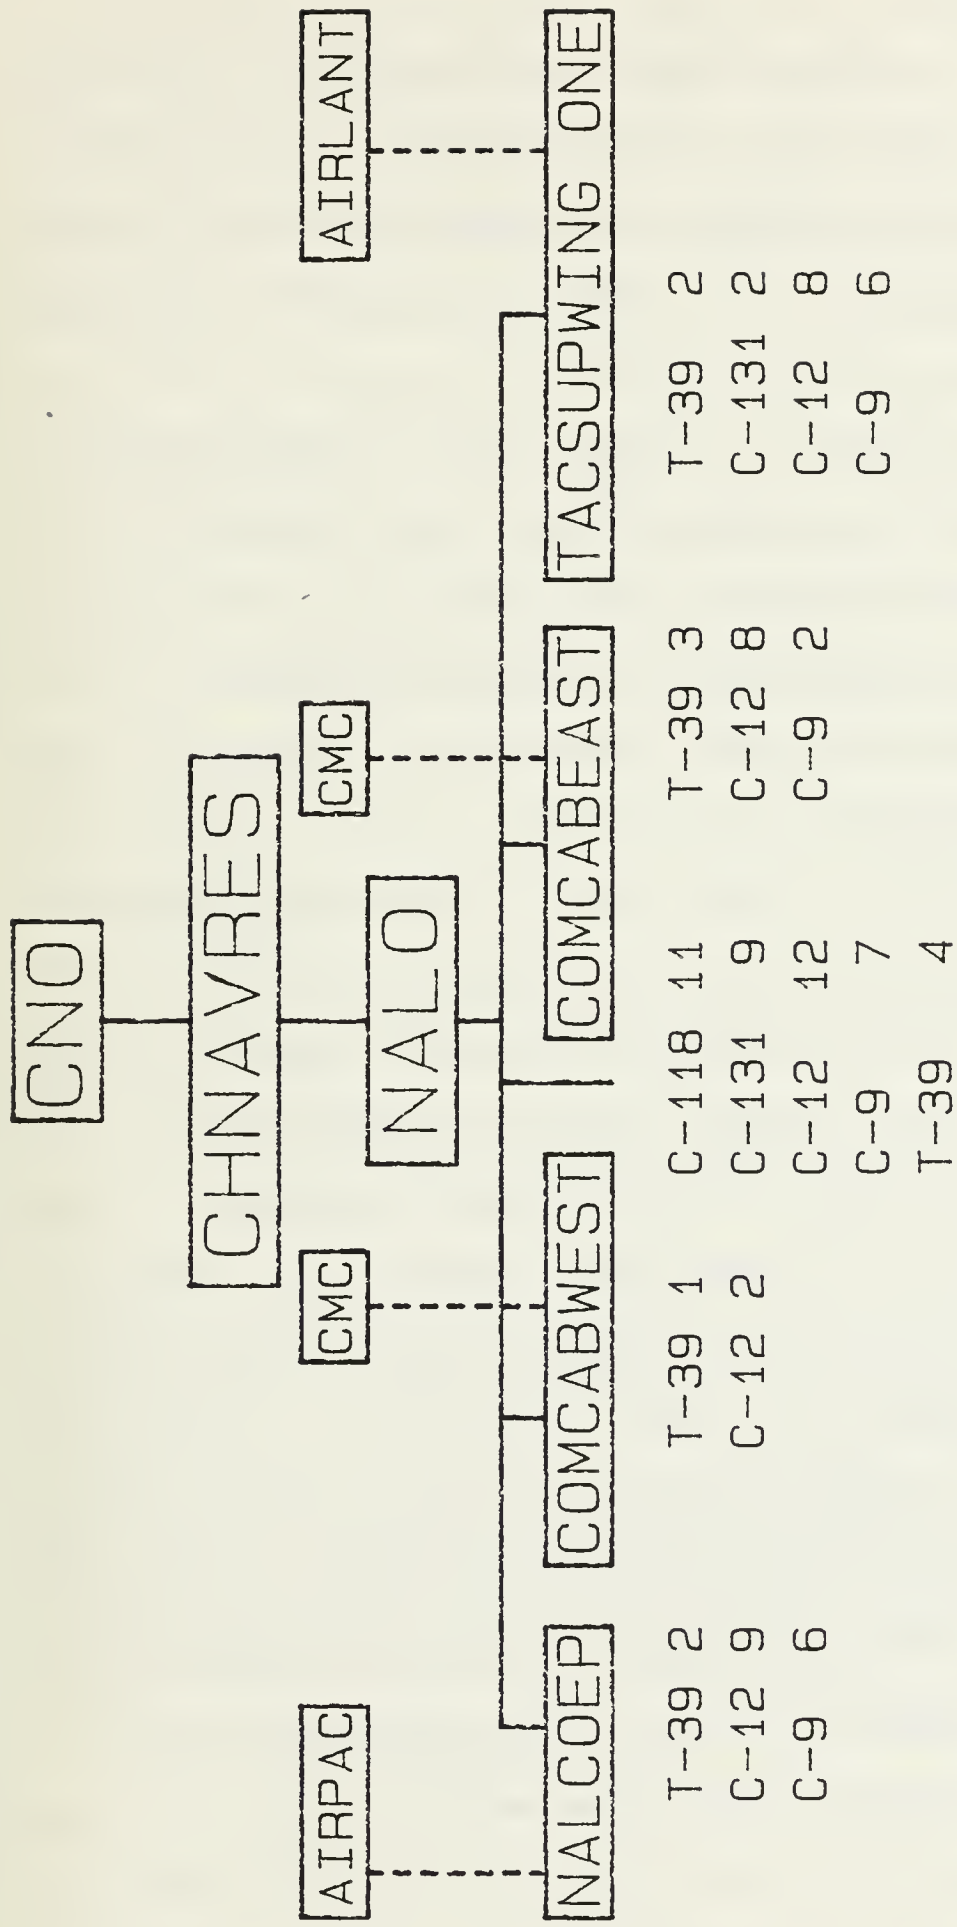 CNO
CHNAVRES
AIRPAC
CMC
CMC
AIRLANT
NALO
NALCOEP
COMCABWEST
COMCABEAST
TACSUPWING ONE
T-39 2
C-12 9
C-9 6
T-39 1
C-12 2
C-118 11
C-131 9
C-12 12
C-9 7
T-39 4
T-39 3
C-12 8
C-9 2
T-39 2
C-131 2
C-12 8
C-9 6